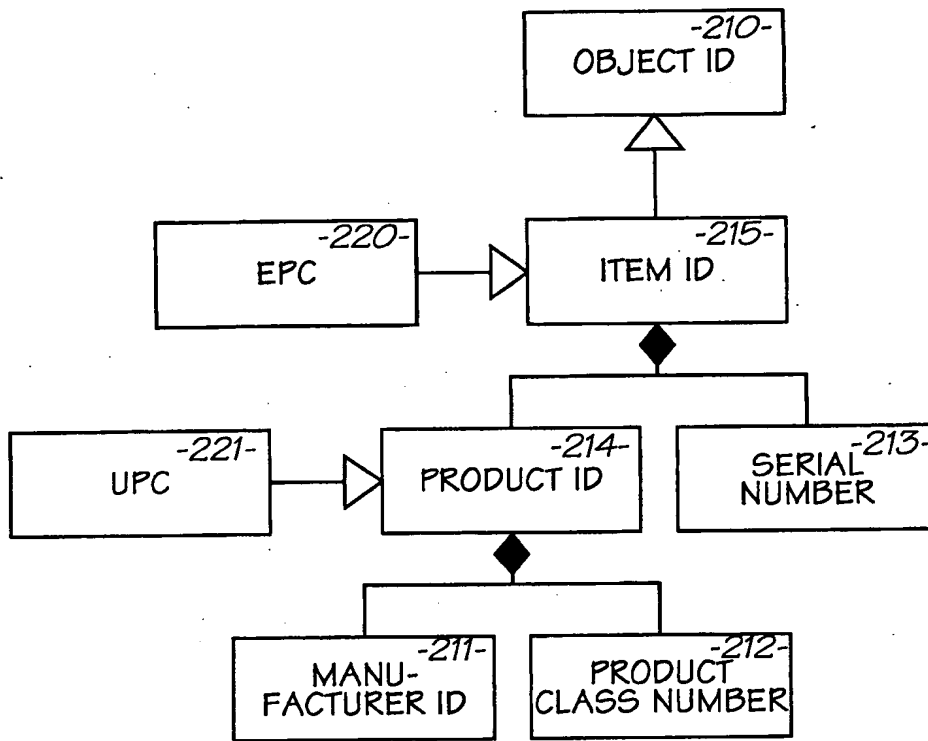 -210-
OBJECT ID
-220-
EPC
-215-
ITEM ID
-221-
UPC
-214-
PRODUCT ID
-213-
SERIAL
NUMBER
-211-
MANU-
FACTURER ID
-212-
PRODUCT
CLASS NUMBER